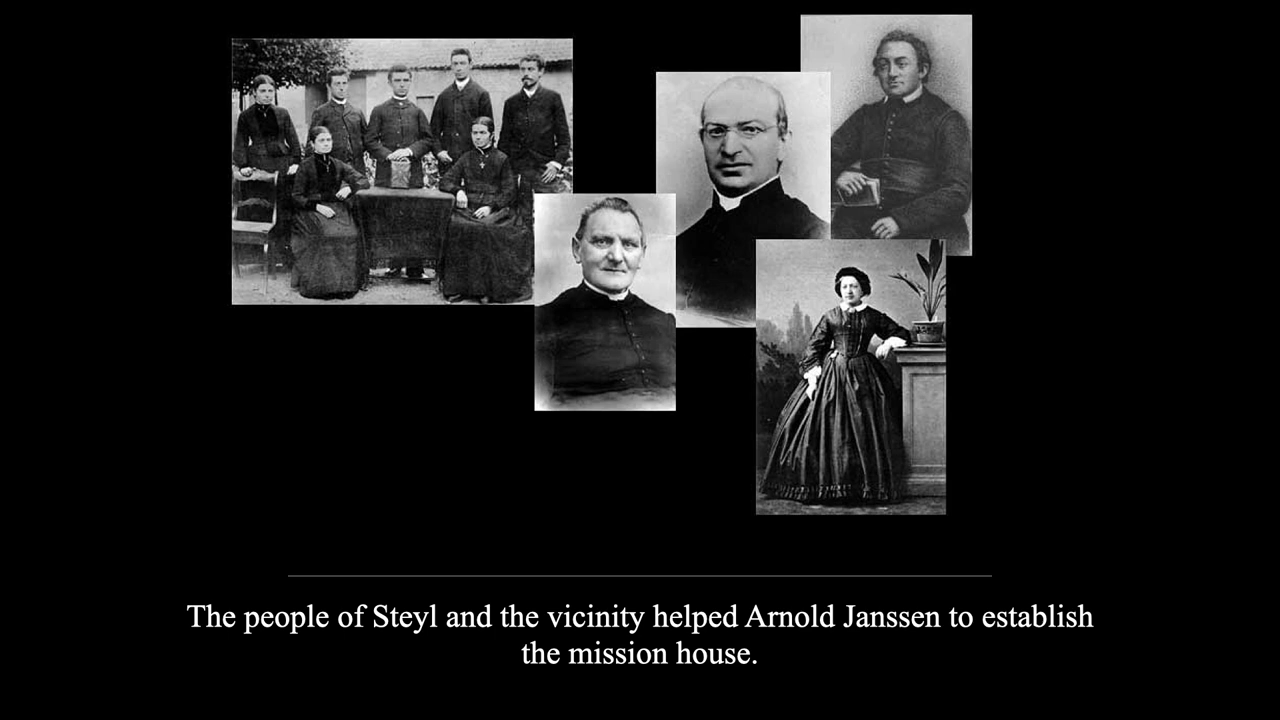 The people of Steyl and the vicinity helped Arnold Janssen to establish
the mission house.